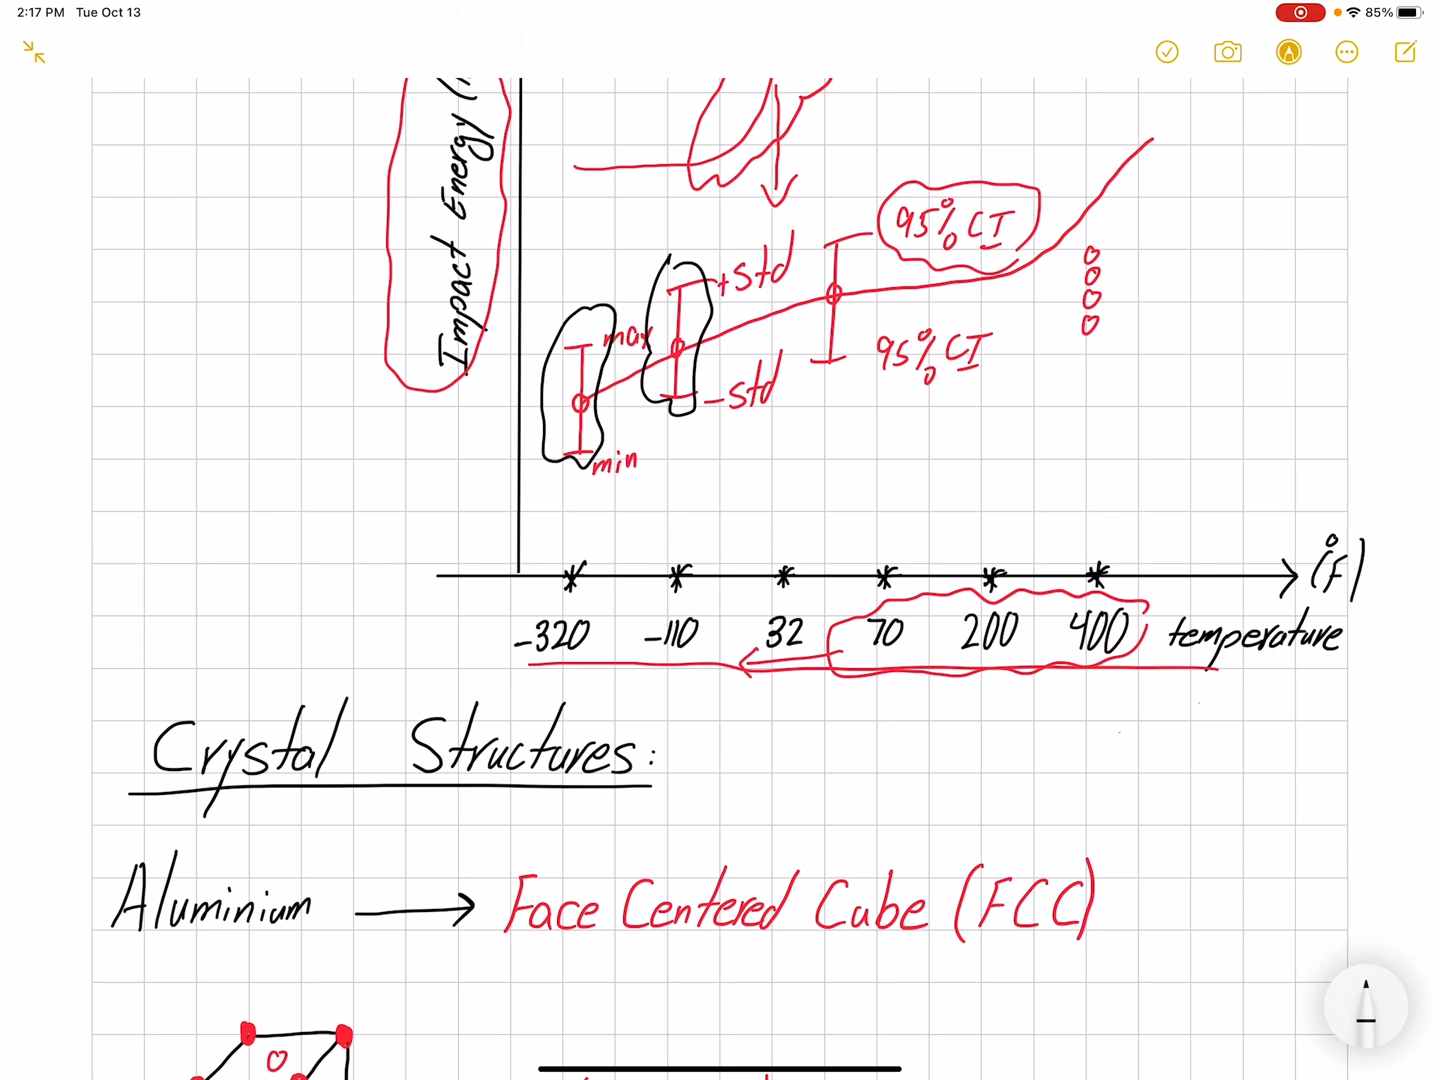 2:17 PM Tue Oct 13
85%
Impact Energy
95% CI
+std
max
95% CI
-std
min
(°F)
-320 -110 32 70 200 400 temperature
Crystal Structures:
Aluminium → Face Centered Cube (FCC)